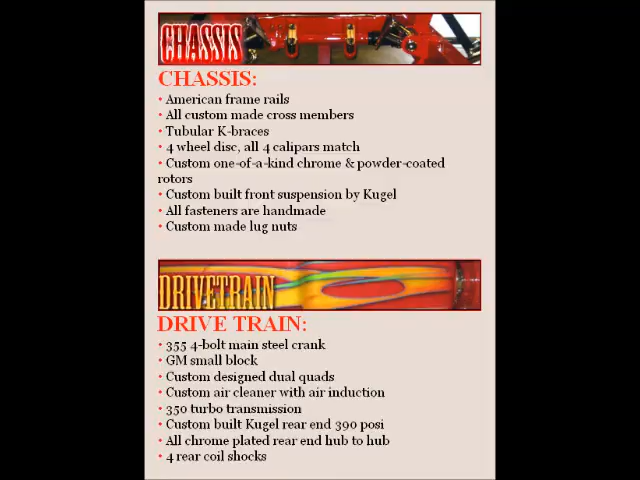 CHASSIS
CHASSIS:
• American frame rails
• All custom made cross members
• Tubular K-braces
• 4 wheel disc, all 4 calipars match
• Custom one-of-a-kind chrome & powder-coated
rotors
• Custom built front suspension by Kugel
• All fasteners are handmade
• Custom made lug nuts
DRIVETRAIN
DRIVE TRAIN:
• 355 4-bolt main steel crank
• GM small block
• Custom designed dual quads
• Custom air cleaner with air induction
• 350 turbo transmission
• Custom built Kugel rear end 390 posi
• All chrome plated rear end hub to hub
• 4 rear coil shocks